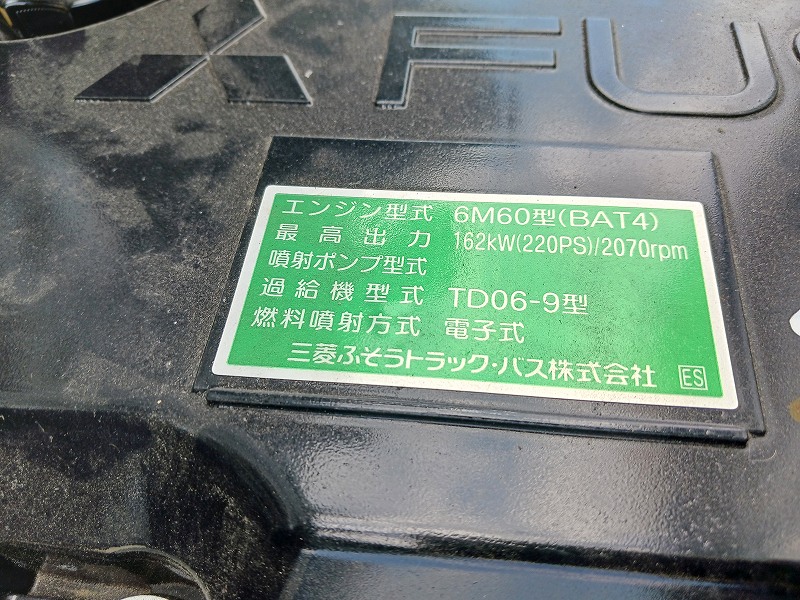 FUS
エンジン型式 6M60型(BAT4)
最高出力 162kW(220PS)/2070rpm
噴射ポンプ型式
過給機型式 TD06-9型
燃料噴射方式 電子式
三菱ふそうトラック・バス株式会社 ES